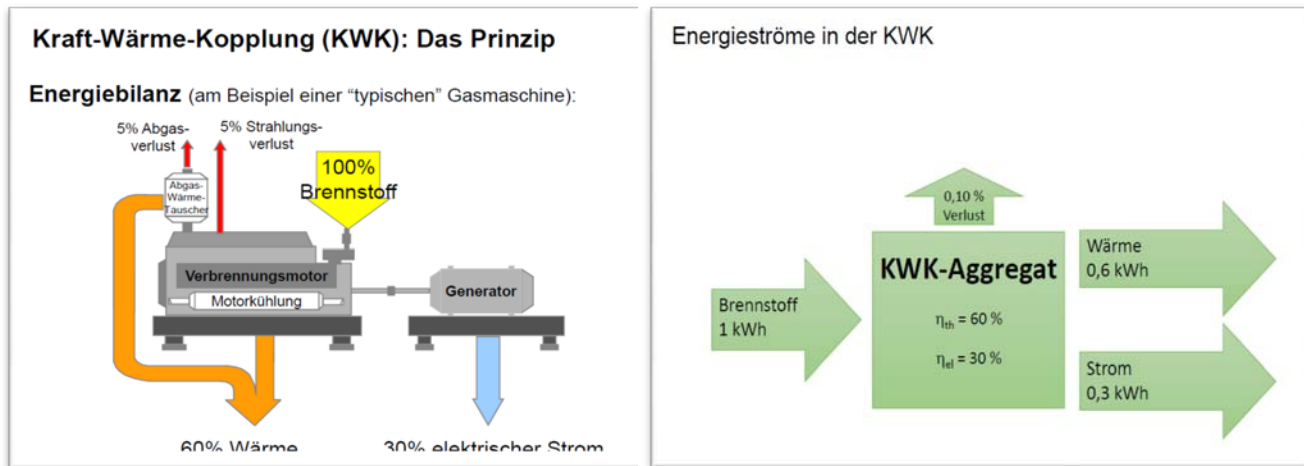 Kraft-Wärme-Kopplung (KWK): Das Prinzip
Energiebilanz (am Beispiel einer “typischen” Gasmaschine):
5% Abgas-
verlust
5% Strahlungs-
verlust
100%
Brennstoff
Abgas-
Wärme-
Tauscher
Verbrennungsmotor
Motorkühlung
Generator
60% Wärme
30% elektrischer Strom
Energieströme in der KWK
0,10 %
Verlust
KWK-Aggregat
ηth = 60 %
ηel = 30 %
Brennstoff
1 kWh
Wärme
0,6 kWh
Strom
0,3 kWh